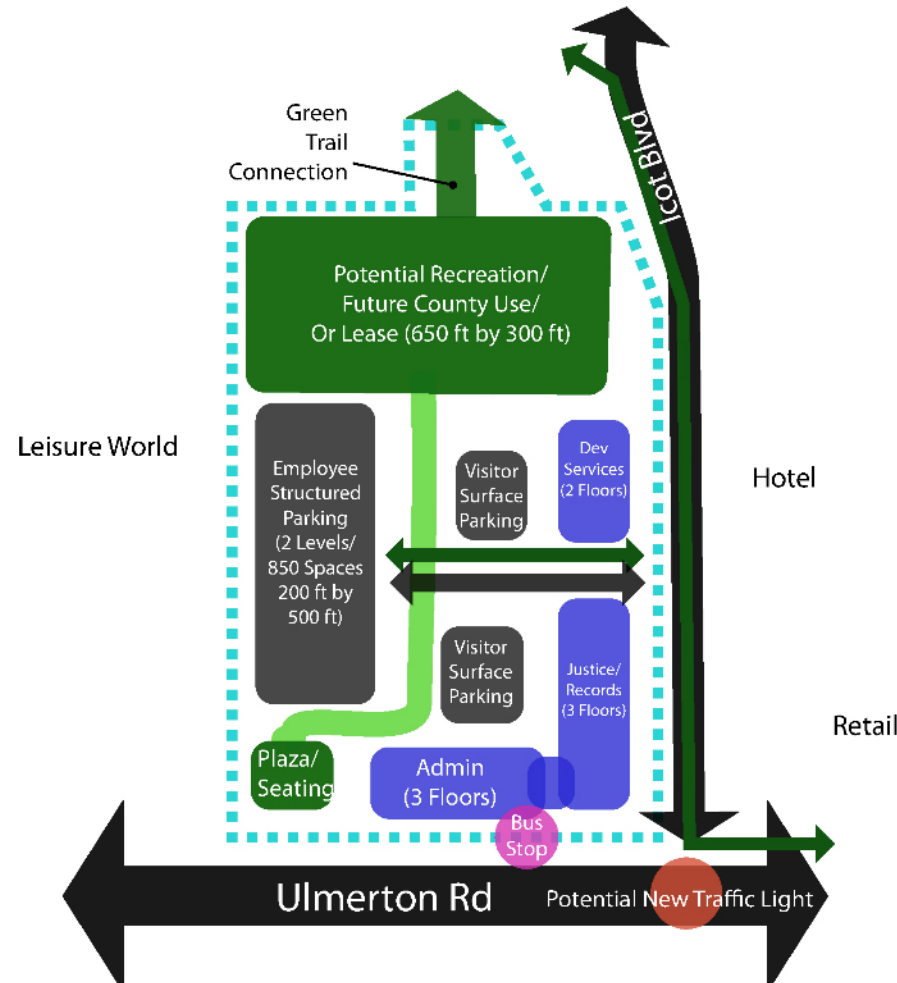 Green
Trail
Connection
Icot Blvd
Potential Recreation/
Future County Use/
Or Lease (650 ft by 300 ft)
Leisure World
Employee
Structured
Parking
(2 Levels/
850 Spaces
200 ft by
500 ft)
Visitor
Surface
Parking
Dev
Services
(2 Floors)
Hotel
Visitor
Surface
Parking
Justice/
Records
(3 Floors)
Retail
Plaza/
Seating
Admin
(3 Floors)
Bus
Stop
Ulmerton Rd
Potential New Traffic Light